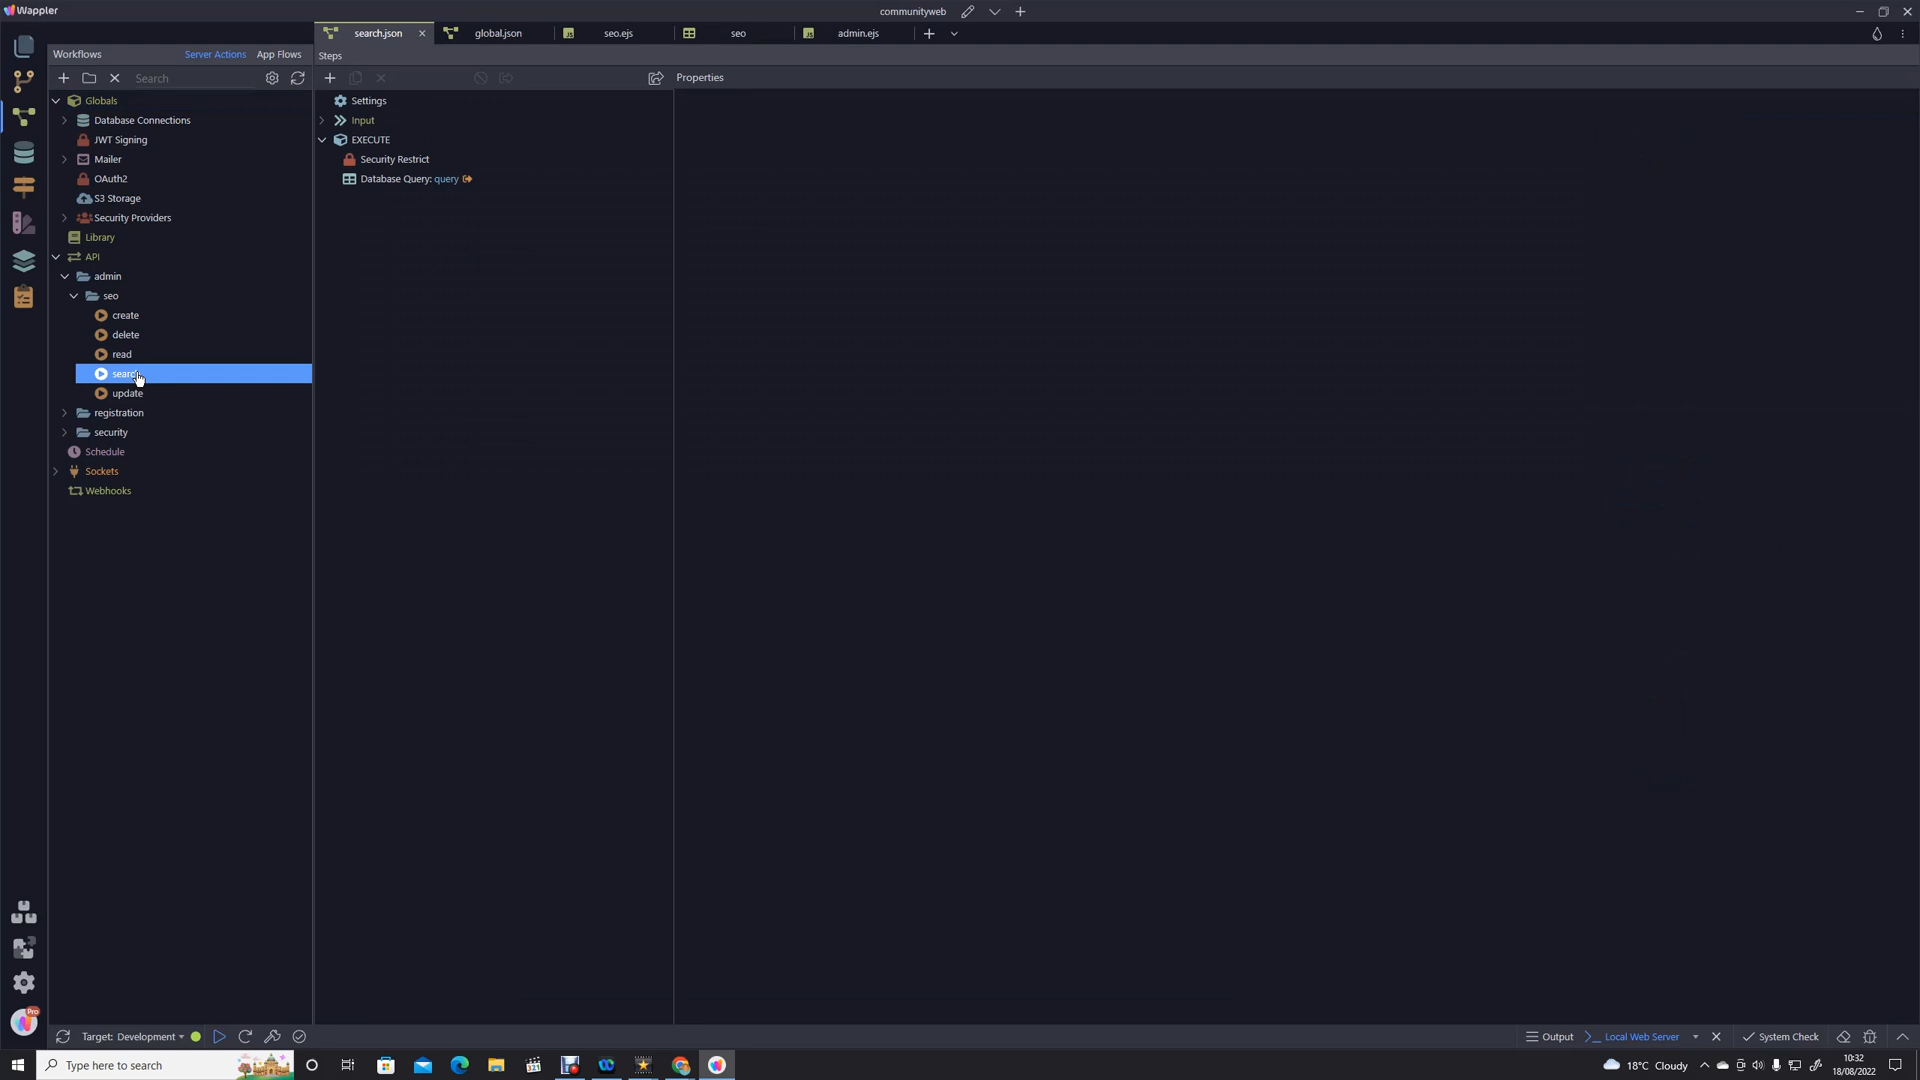 Wappler
communityweb
search.json
global.json
seo.ejs
seo
admin.ejs
Workflows
Server Actions
App Flows
Steps
Search
Properties
Globals
Database Connections
JWT Signing
Mailer
OAuth2
S3 Storage
Security Providers
Library
API
admin
seo
create
delete
read
search
update
registration
security
Schedule
Sockets
Webhooks
Settings
Input
EXECUTE
Security Restrict
Database Query: query
Pro
Target: Development
Output
Local Web Server
System Check
Type here to search
18°C Cloudy
10:32
18/08/2022